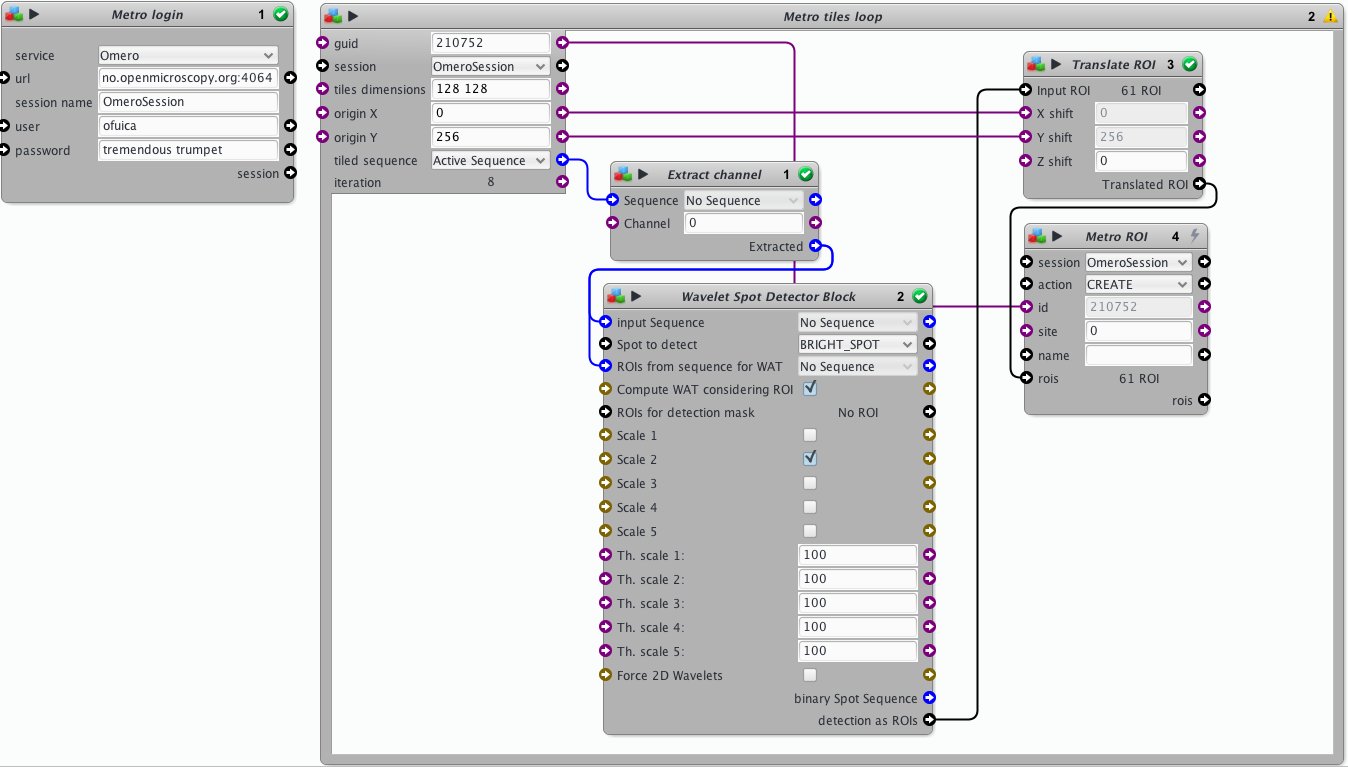 Metro login 1
service Omero
url no.openmicroscopy.org:4064
session name OmeroSession
user ofuica
password tremendous trumpet
session
Metro tiles loop 2
guid 210752
session OmeroSession
tiles dimensions 128 128
origin X 0
origin Y 256
tiled sequence Active Sequence
iteration 8
Extract channel 1
Sequence No Sequence
Channel 0
Extracted
Wavelet Spot Detector Block 2
input Sequence No Sequence
Spot to detect BRIGHT_SPOT
ROIs from sequence for WAT No Sequence
Compute WAT considering ROI
ROIs for detection mask No ROI
Scale 1
Scale 2
Scale 3
Scale 4
Scale 5
Th. scale 1: 100
Th. scale 2: 100
Th. scale 3: 100
Th. scale 4: 100
Th. scale 5: 100
Force 2D Wavelets
binary Spot Sequence
detection as ROIs
Translate ROI 3
Input ROI 61 ROI
X shift 0
Y shift 256
Z shift 0
Translated ROI
Metro ROI 4
session OmeroSession
action CREATE
id 210752
site 0
name
rois 61 ROI
rois